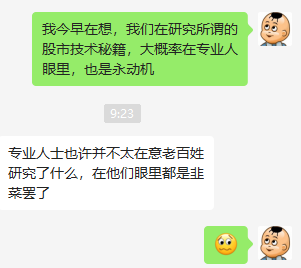 我今早在想，我们在研究所谓的
股市技术秘籍，大概率在专业人
眼里，也是永动机
9:23
专业人士也许并不太在意老百姓
研究了什么，在他们眼里都是韭
菜罢了